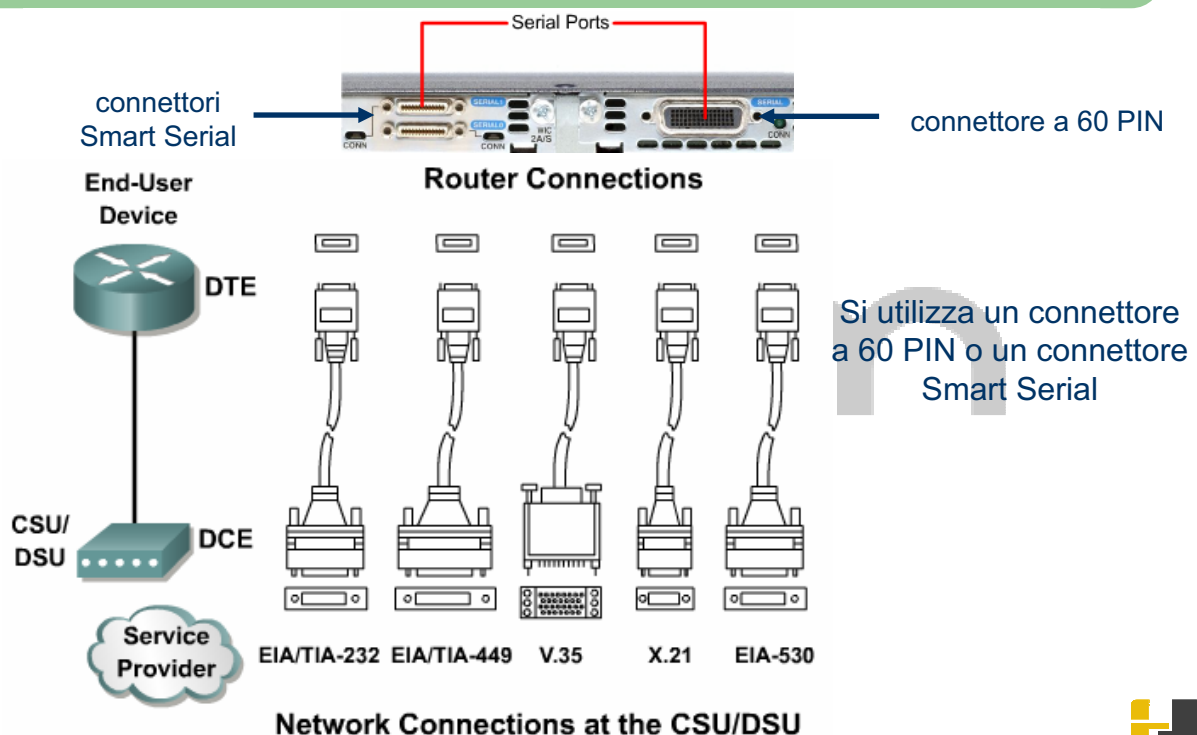 Serial Ports
connettori
Smart Serial
SERIAL1
SERIAL0
CONN
CONN
WIC
2A/S
SERIAL
CONN
connettore a 60 PIN
Router Connections
End-User
Device
DTE
Si utilizza un connettore
a 60 PIN o un connettore
Smart Serial
n
CSU/
DSU
DCE
Service
Provider
EIA/TIA-232 EIA/TIA-449 V.35 X.21 EIA-530
Network Connections at the CSU/DSU